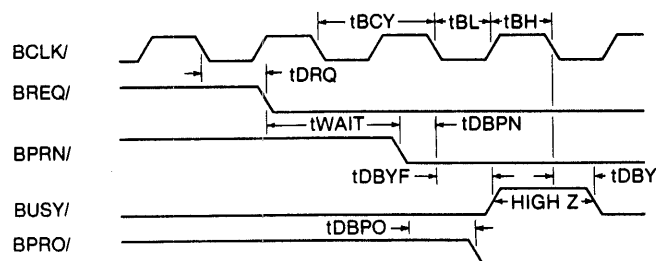 tBCY
tBL
tBH
BCLK/
tDRQ
BREQ/
tWAIT
tDBPN
BPRN/
tDBYF
tDBY
BUSY/
HIGH Z
tDBPO
BPRO/